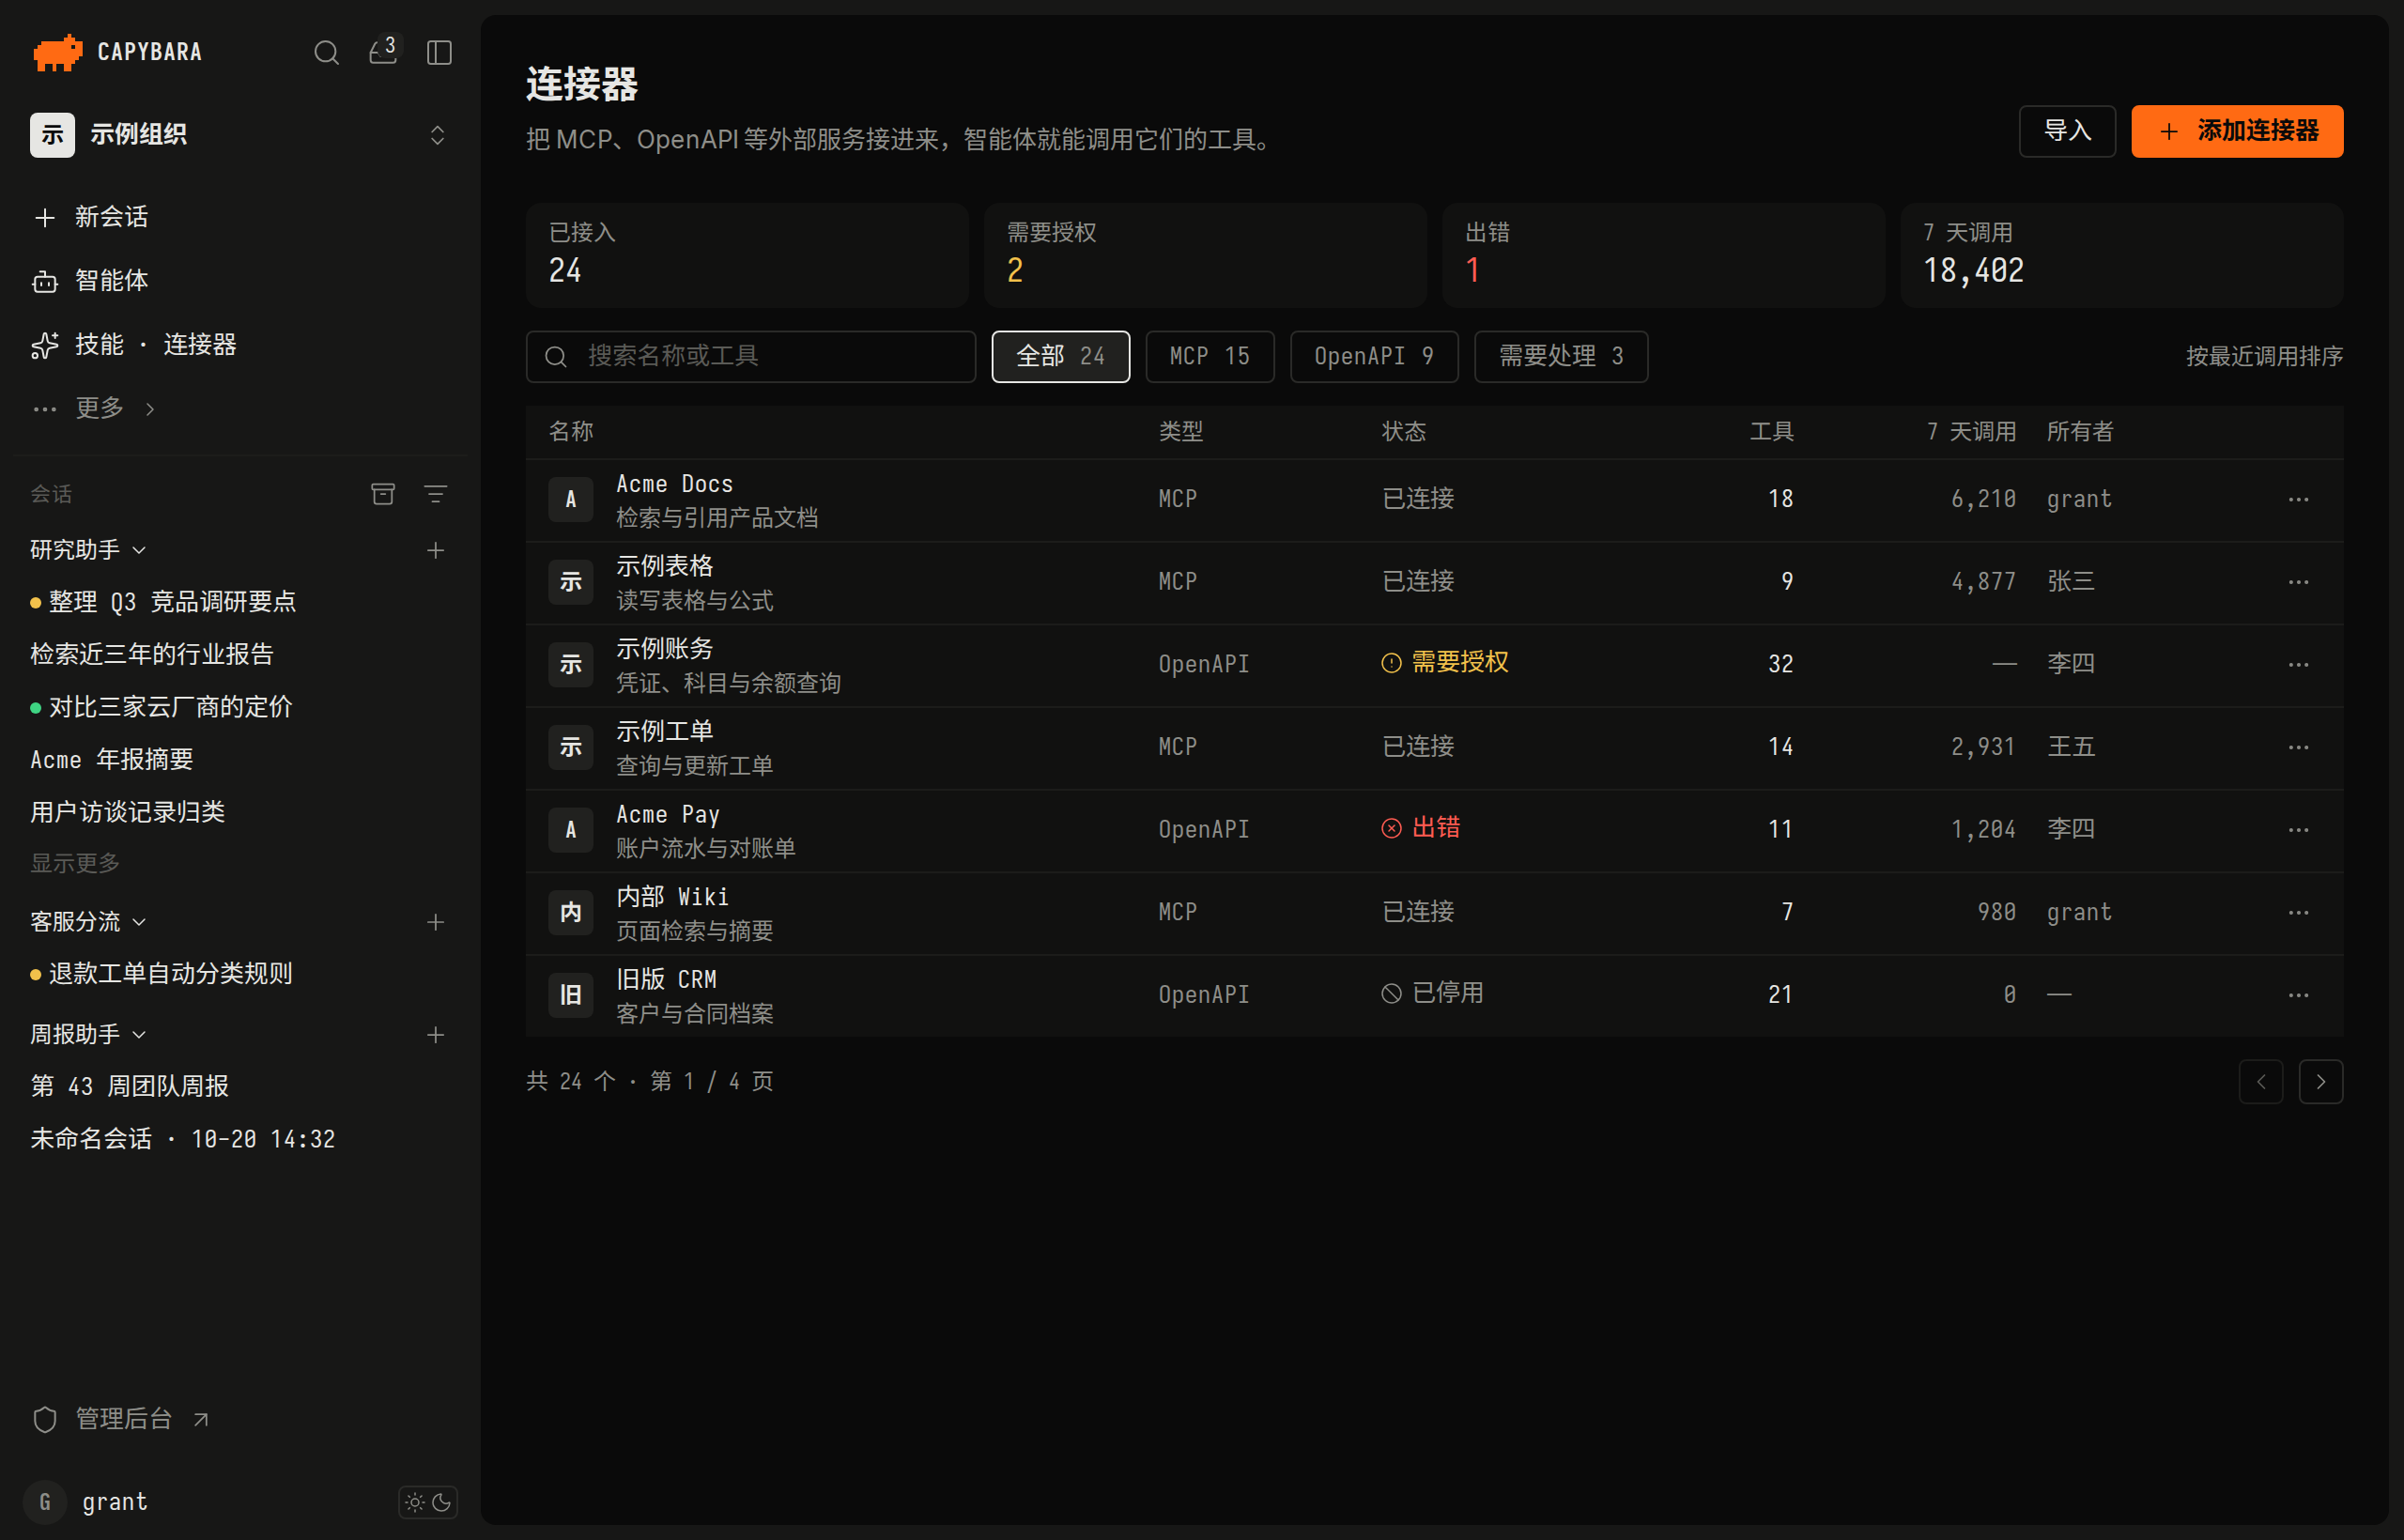 CAPYBARA
3
示 示例组织
新会话
智能体
技能 · 连接器
更多
会话
研究助手
整理 Q3 竞品调研要点
检索近三年的行业报告
对比三家云厂商的定价
Acme 年报摘要
用户访谈记录归类
显示更多
客服分流
退款工单自动分类规则
周报助手
第 43 周团队周报
未命名会话 · 10-20 14:32
管理后台
G grant
连接器
把 MCP、OpenAPI 等外部服务接进来，智能体就能调用它们的工具。
导入
添加连接器
已接入
24
需要授权
2
出错
1
7 天调用
18,402
搜索名称或工具
全部 24
MCP 15
OpenAPI 9
需要处理 3
按最近调用排序
名称 类型 状态 工具 7 天调用 所有者
A Acme Docs MCP 已连接 18 6,210 grant
检索与引用产品文档
示 示例表格 MCP 已连接 9 4,877 张三
读写表格与公式
示 示例账务 OpenAPI 需要授权 32 — 李四
凭证、科目与余额查询
示 示例工单 MCP 已连接 14 2,931 王五
查询与更新工单
A Acme Pay OpenAPI 出错 11 1,204 李四
账户流水与对账单
内 内部 Wiki MCP 已连接 7 980 grant
页面检索与摘要
旧 旧版 CRM OpenAPI 已停用 21 0 —
客户与合同档案
共 24 个 · 第 1 / 4 页